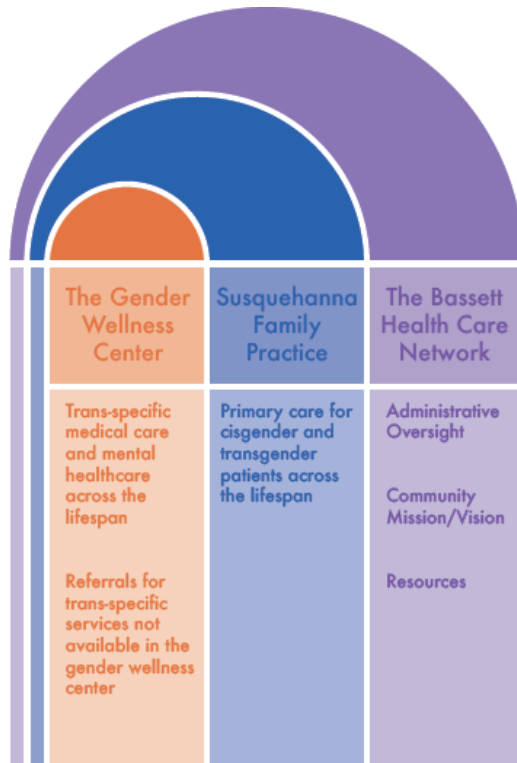 The Gender
Wellness
Center
Susquehanna
Family
Practice
The Bassett
Health Care
Network
Trans-specific
medical care
and mental
healthcare
across the
lifespan
Referrals for
trans-specific
services not
available in the
gender wellness
center
Primary care for
cisgender and
transgender
patients across
the lifespan
Administrative
Oversight
Community
Mission/Vision
Resources